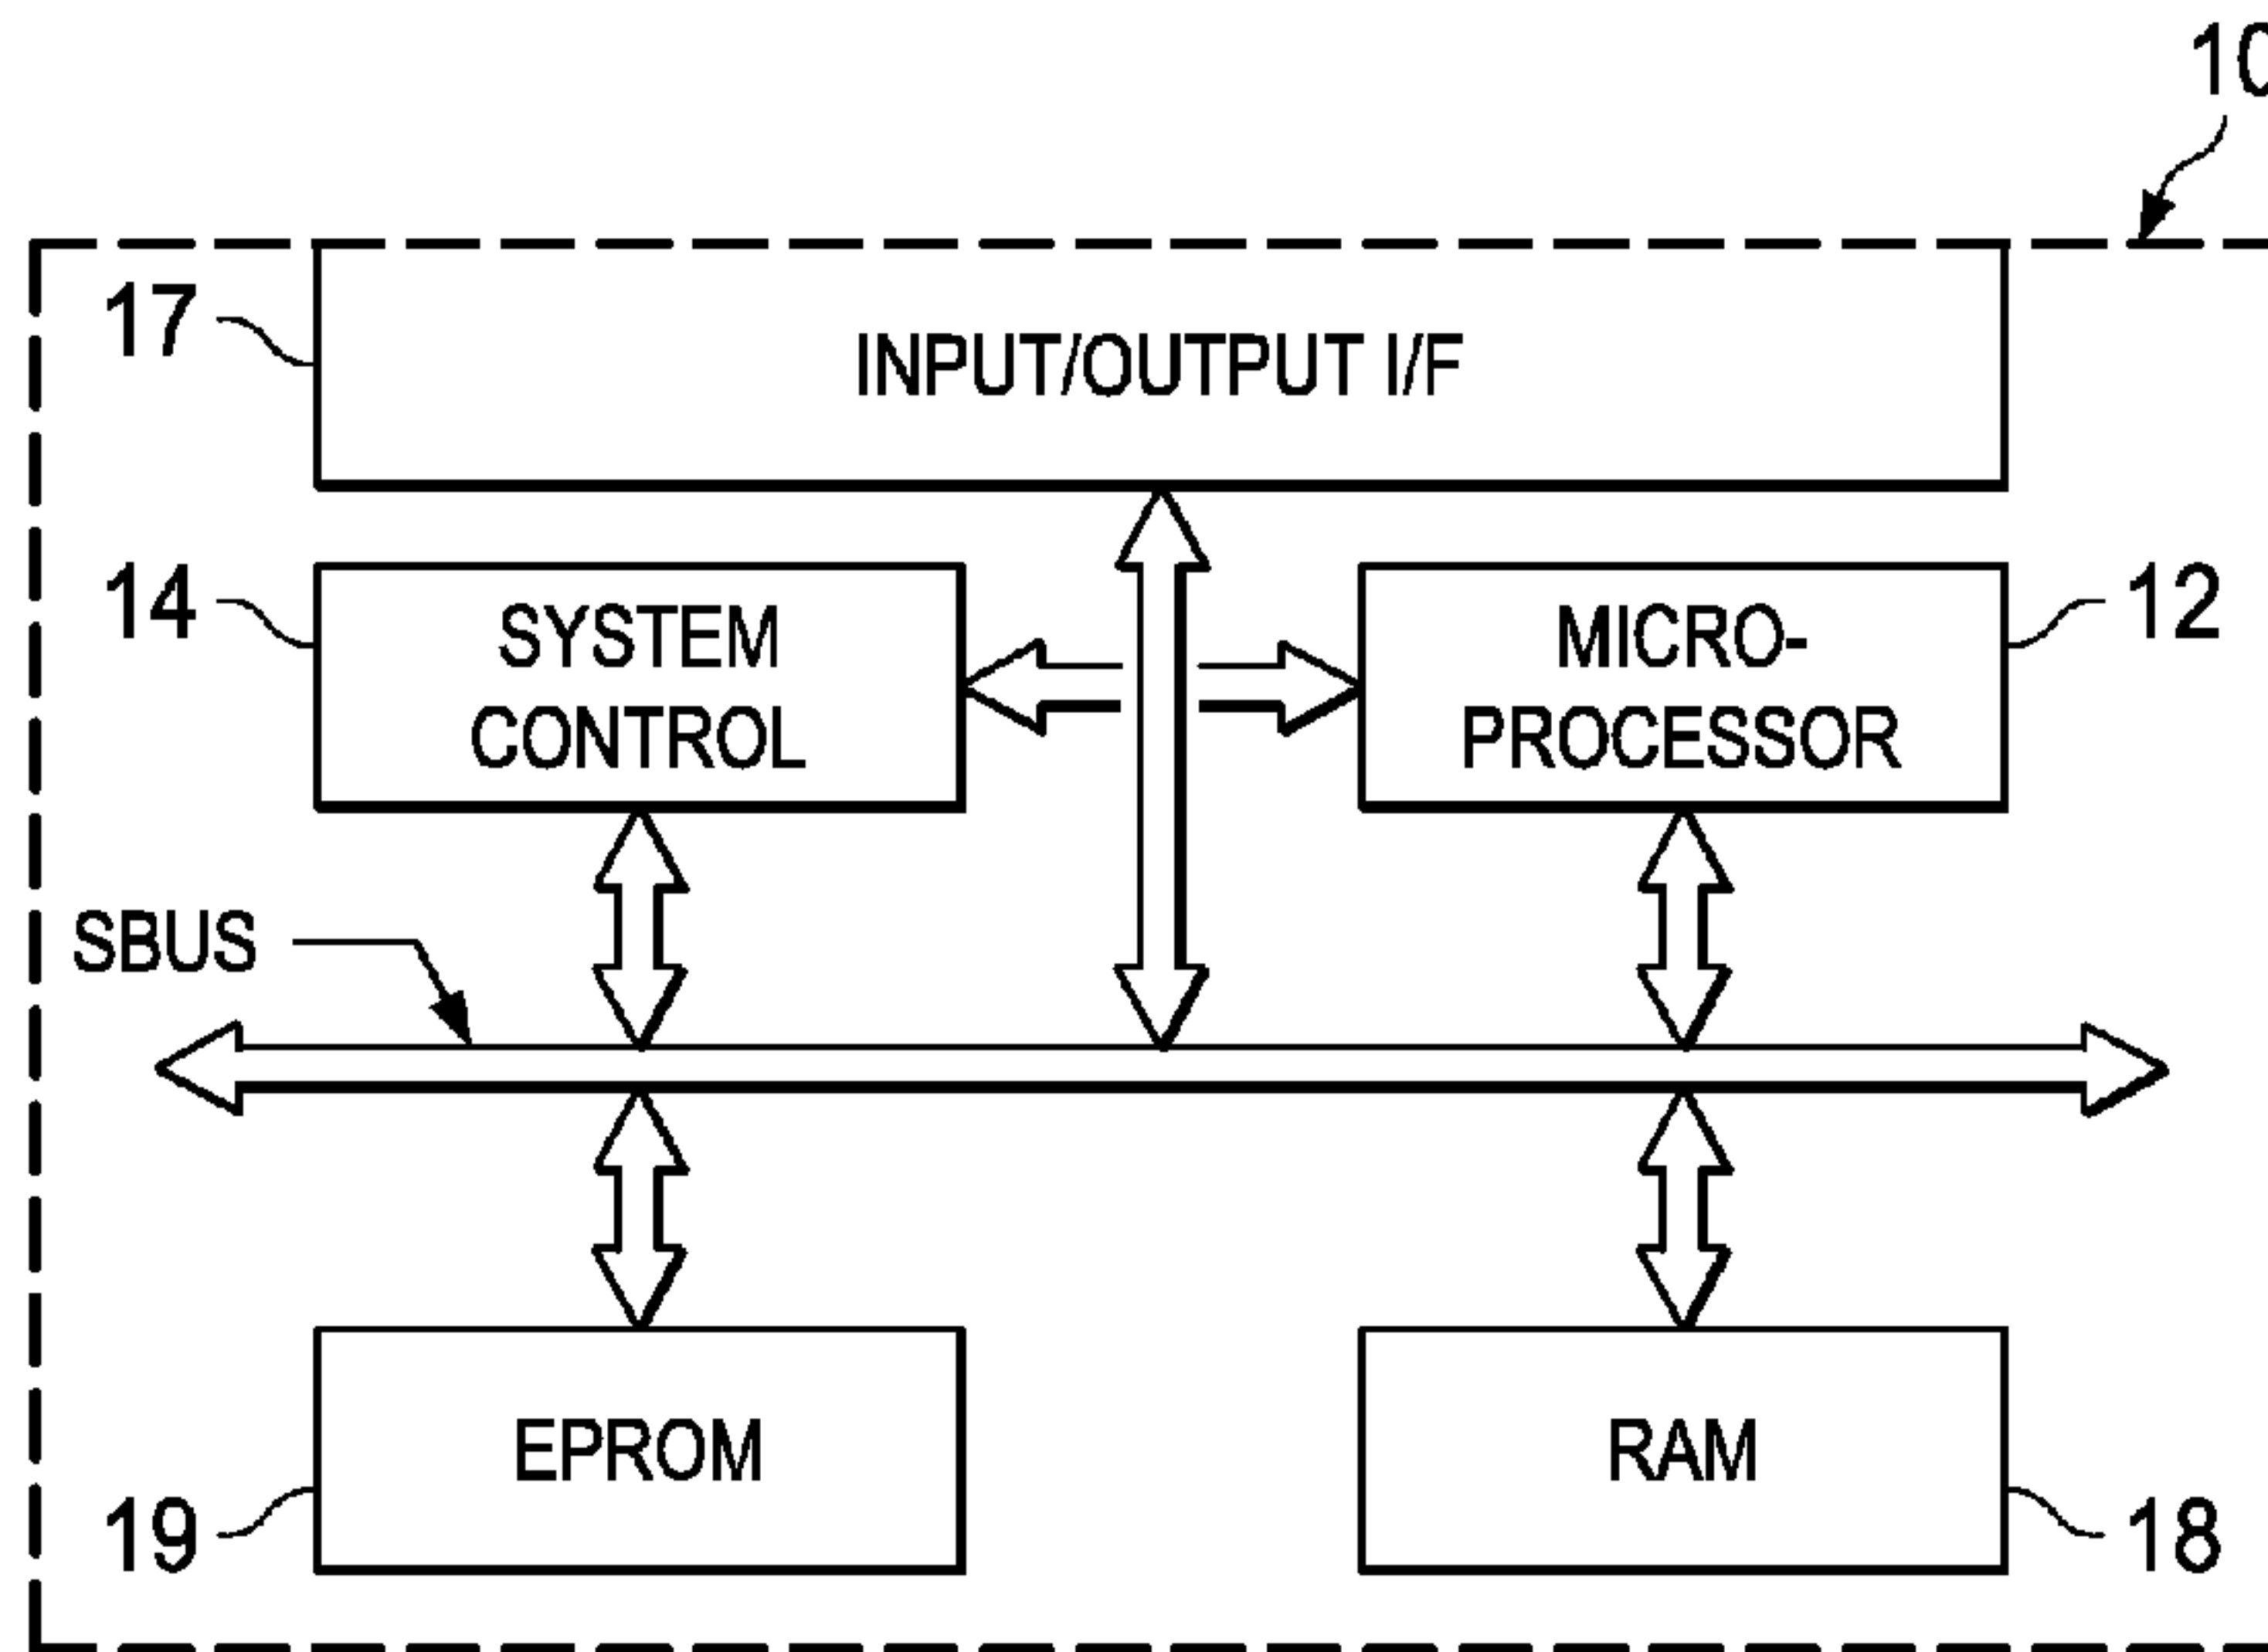 10
17
INPUT/OUTPUT I/F
14
SYSTEM
CONTROL
MICRO-
PROCESSOR
12
SBUS
EPROM
RAM
19
18